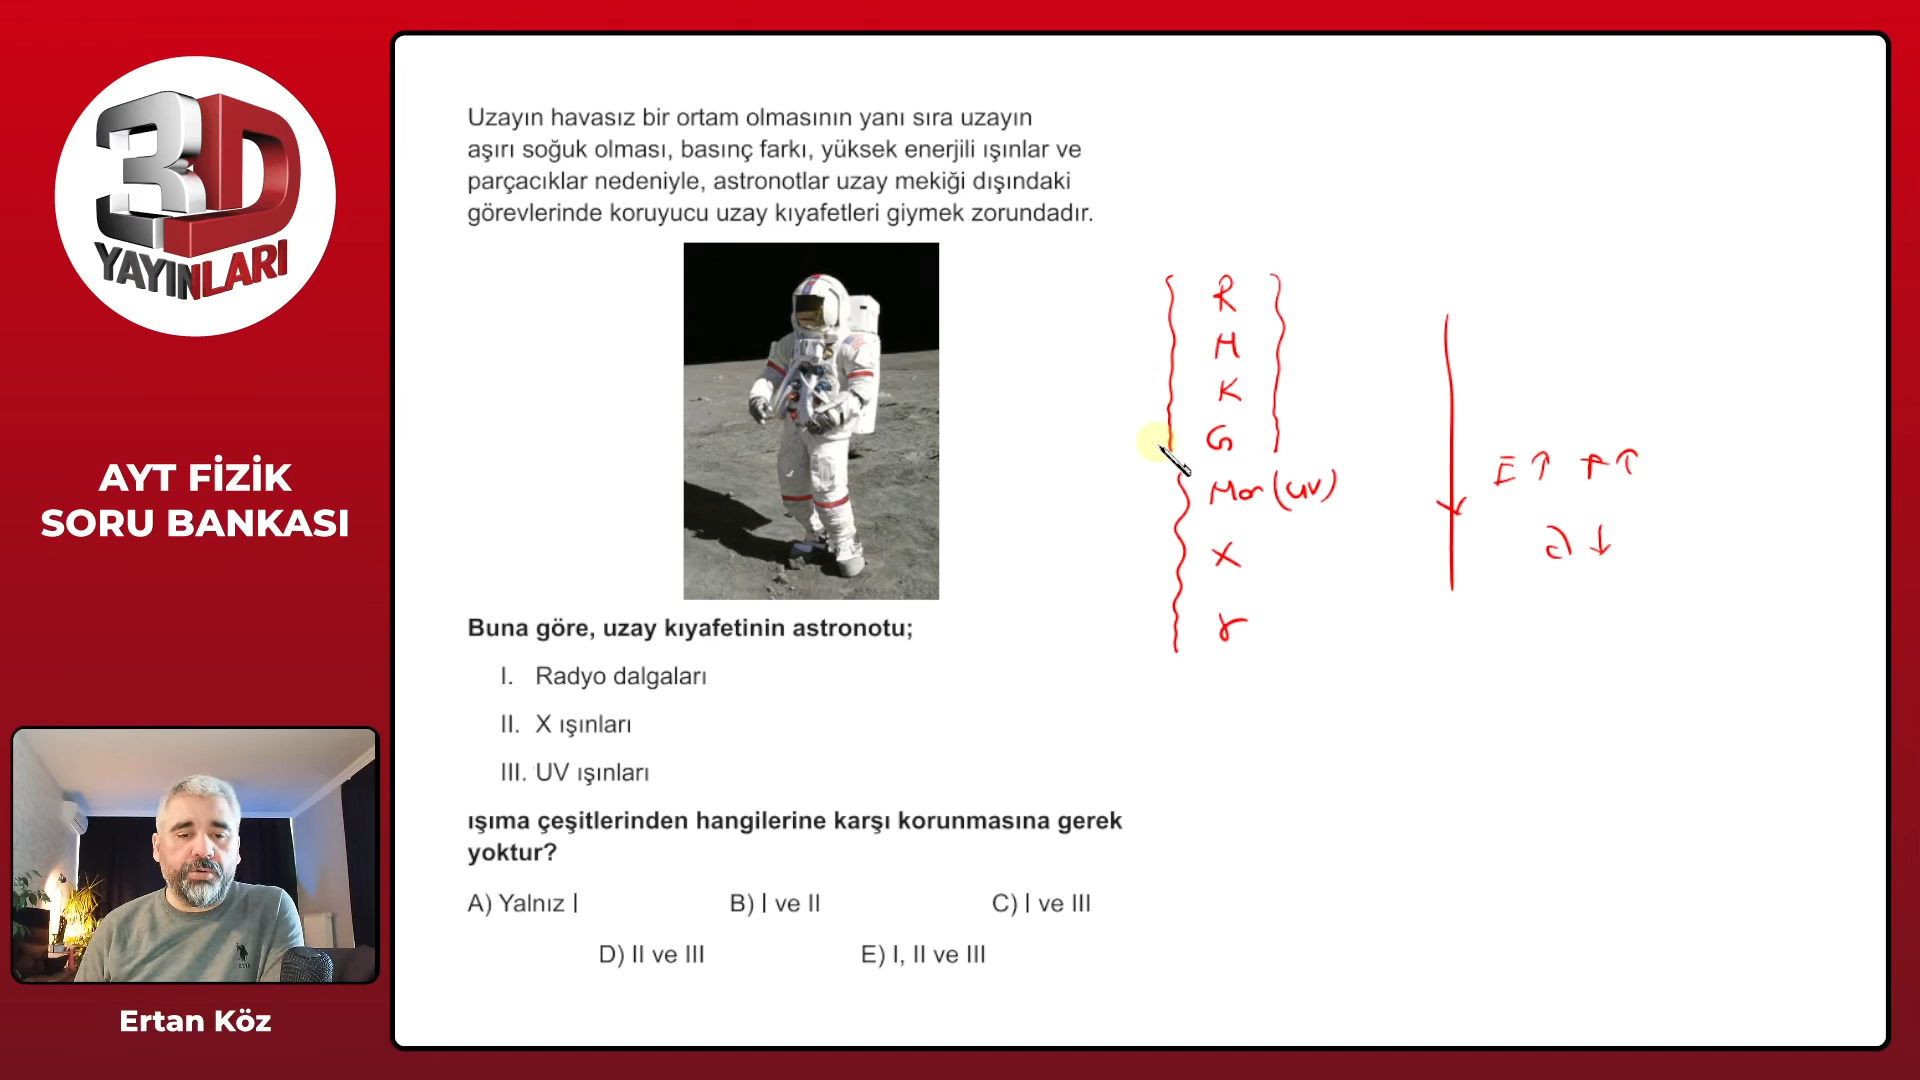 3D
YAYINLARI
AYT FİZİK
SORU BANKASI
Ertan Köz
Uzayın havasız bir ortam olmasının yanı sıra uzayın
aşırı soğuk olması, basınç farkı, yüksek enerjili ışınlar ve
parçacıklar nedeniyle, astronotlar uzay mekiği dışındaki
görevlerinde koruyucu uzay kıyafetleri giymek zorundadır.
Buna göre, uzay kıyafetinin astronotu;
I. Radyo dalgaları
II. X ışınları
III. UV ışınları
ışıma çeşitlerinden hangilerine karşı korunmasına gerek
yoktur?
A) Yalnız I
B) I ve II
C) I ve III
D) II ve III
E) I, II ve III
R
M
K
G
Mor (UV)
X
γ
E↑ f↑
λ↓